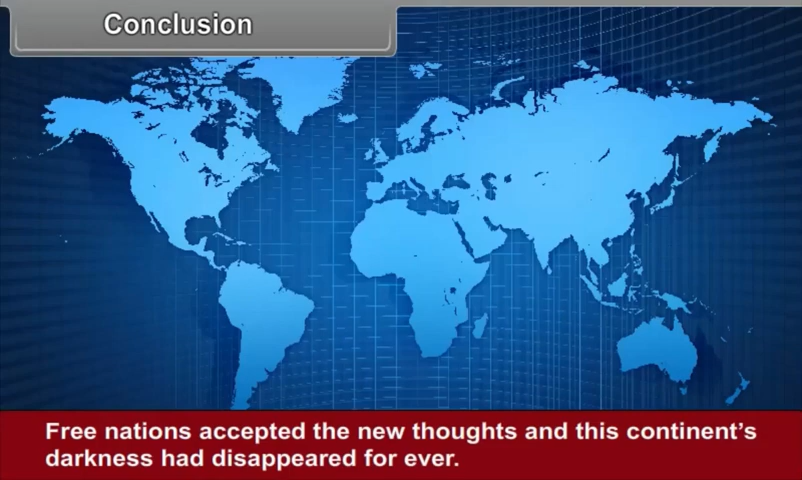 Conclusion
Free nations accepted the new thoughts and this continent's
darkness had disappeared for ever.